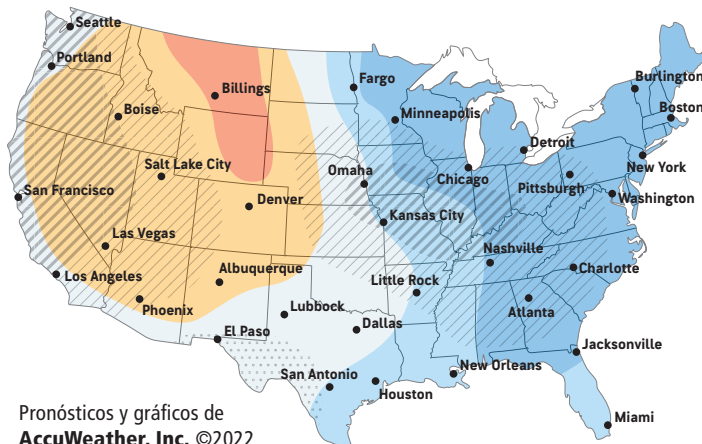 Seattle
Portland
Billings
Fargo
Burlington
Boise
Minneapolis
Boston
Detroit
Salt Lake City
Omaha
Chicago
New York
Pittsburgh
San Francisco
Denver
Washington
Kansas City
Las Vegas
Nashville
Los Angeles
Albuquerque
Little Rock
Charlotte
Phoenix
Lubbock
Atlanta
El Paso
Dallas
Jacksonville
San Antonio
New Orleans
Houston
Pronósticos y gráficos de
Miami
AccuWeather, Inc. ©2022